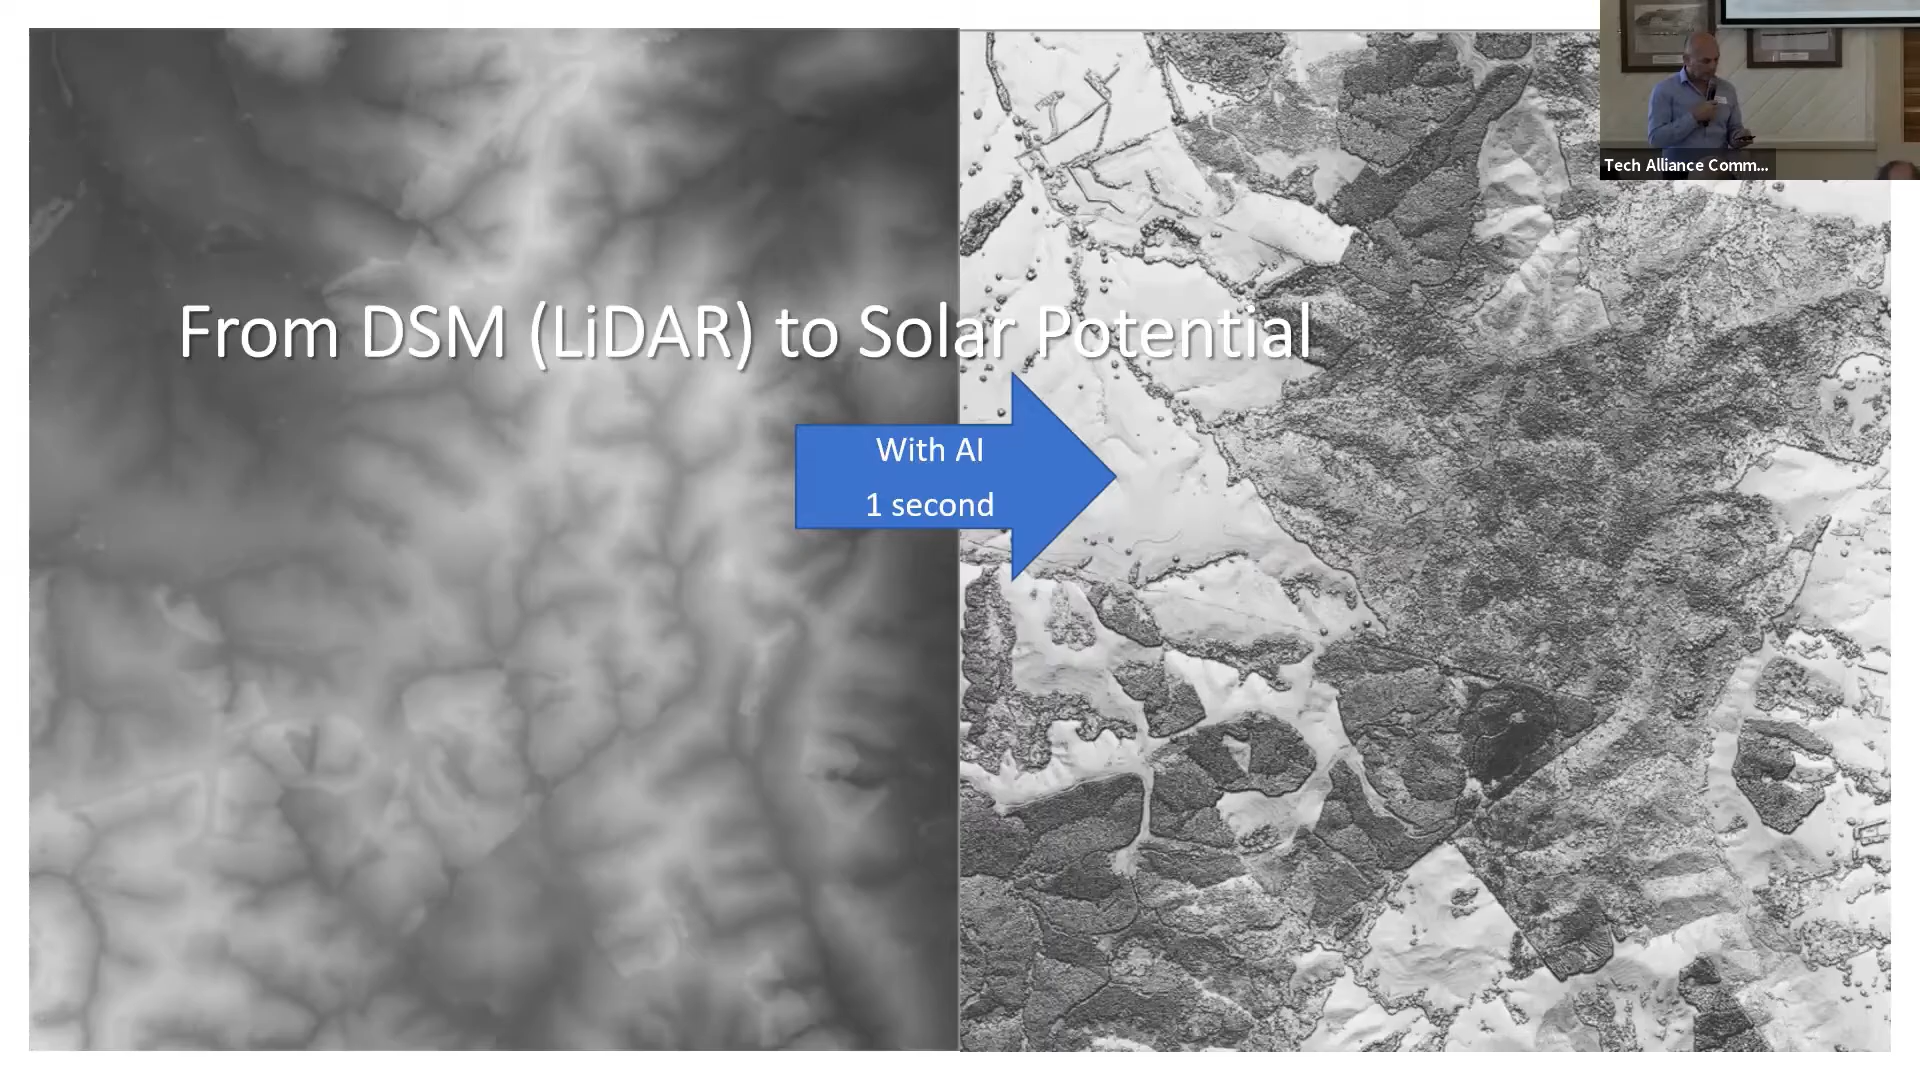 From DSM (LiDAR) to Solar Potential
With AI
1 second
Tech Alliance Comm...